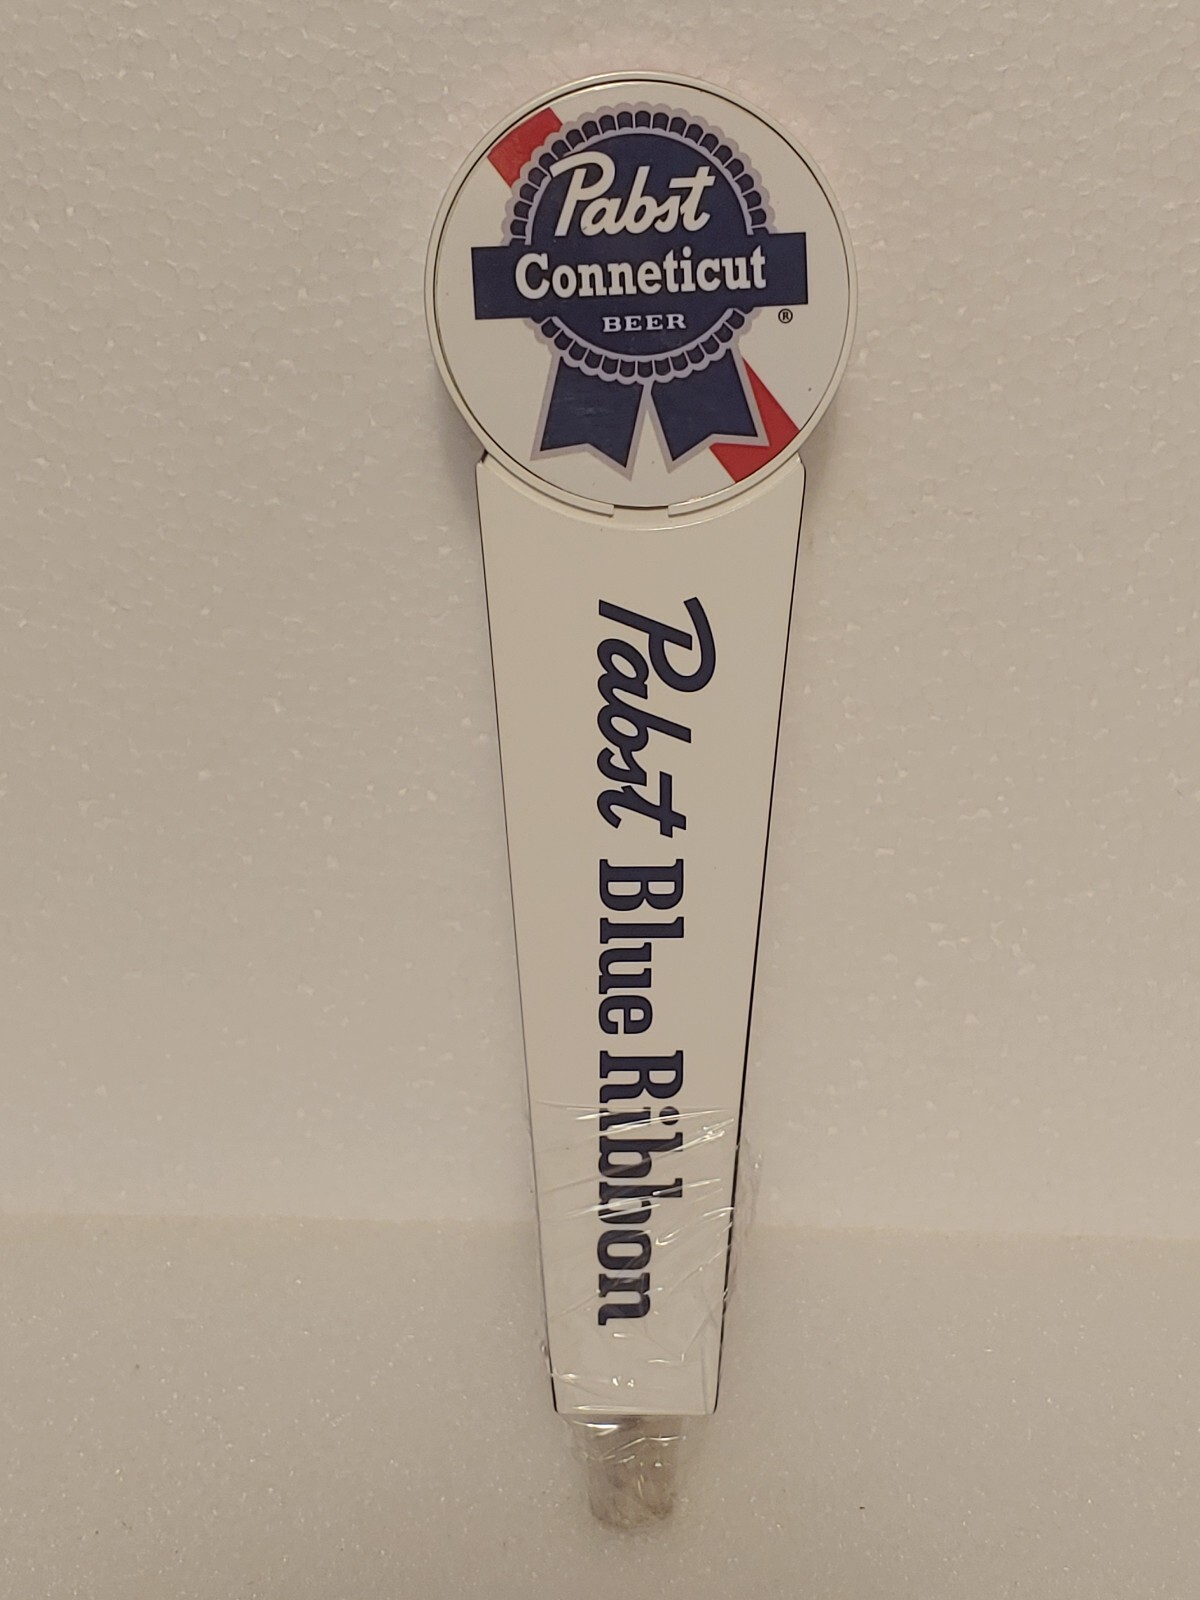 Pabst
Conneticut
BEER
®
Pabst Blue Ribbon